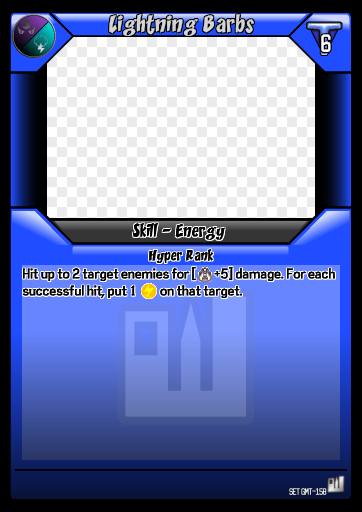 Lightning Barbs
6
Skill - Energy
Hyper Rank
Hit up to 2 target enemies for [ +5] damage. For each
successful hit, put 1 on that target.
SET GMT-158